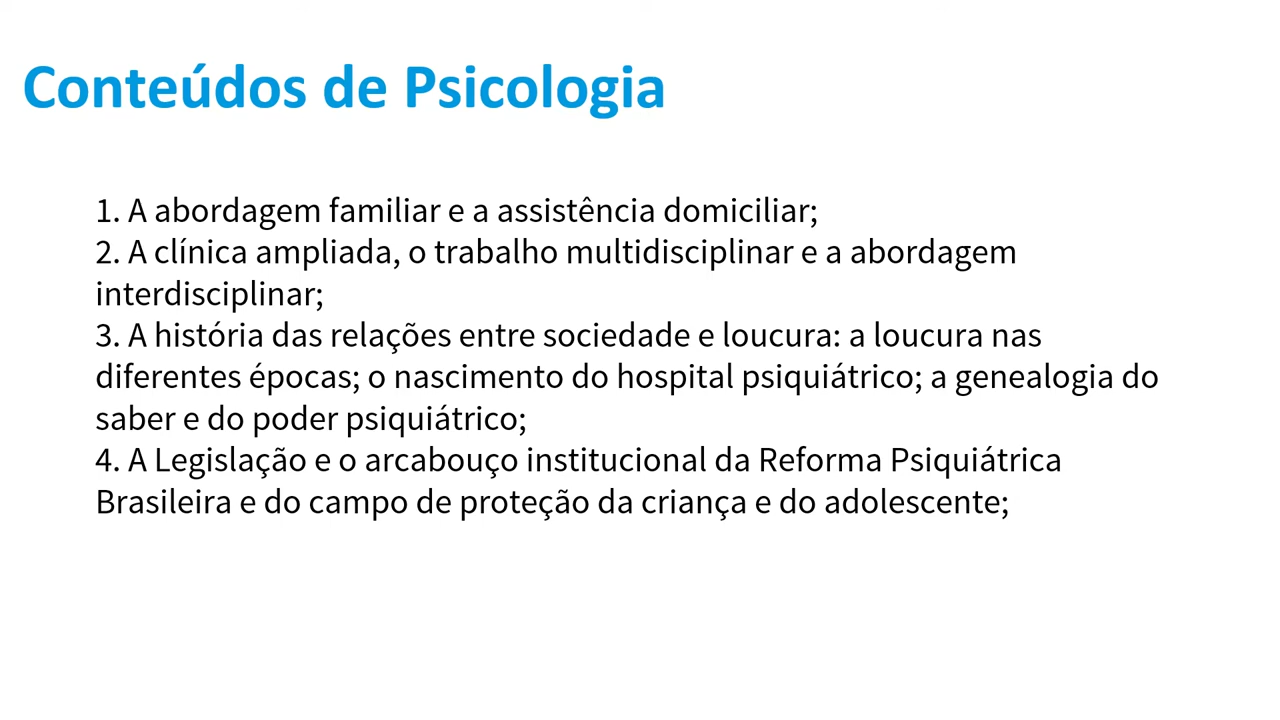 Conteúdos de Psicologia
1. A abordagem familiar e a assistência domiciliar;
2. A clínica ampliada, o trabalho multidisciplinar e a abordagem
interdisciplinar;
3. A história das relações entre sociedade e loucura: a loucura nas
diferentes épocas; o nascimento do hospital psiquiátrico; a genealogia do
saber e do poder psiquiátrico;
4. A Legislação e o arcabouço institucional da Reforma Psiquiátrica
Brasileira e do campo de proteção da criança e do adolescente;